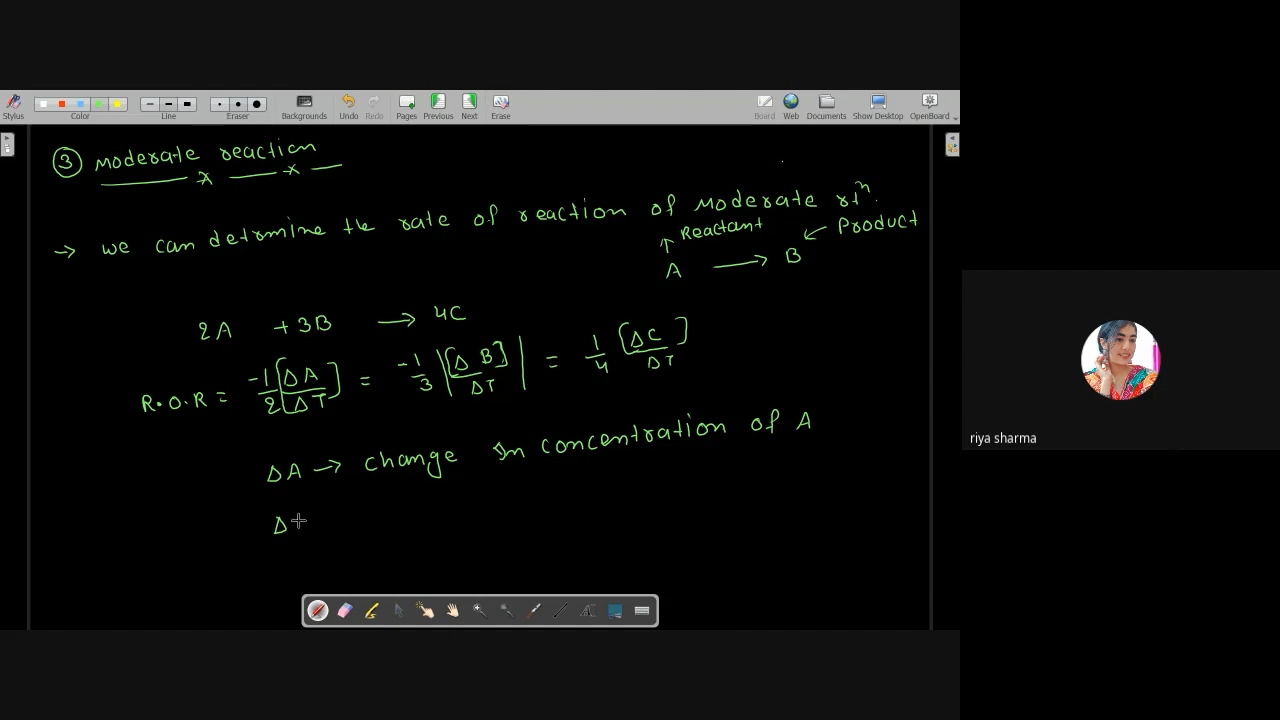 Stylus Color Line Eraser Backgrounds Undo Redo Pages Previous Next Erase Board Web Documents Show Desktop OpenBoard
③ moderate reaction
→ we can determine the rate of reaction of moderate rxⁿ.
↑ Reactant ↙ Product
A → B
2A + 3B → 4C
R.O.R = -1/2 [ΔA/ΔT] = -1/3 |[ΔB]/ΔT| = 1/4 [ΔC/ΔT]
ΔA → change in concentration of A
Δ
riya sharma